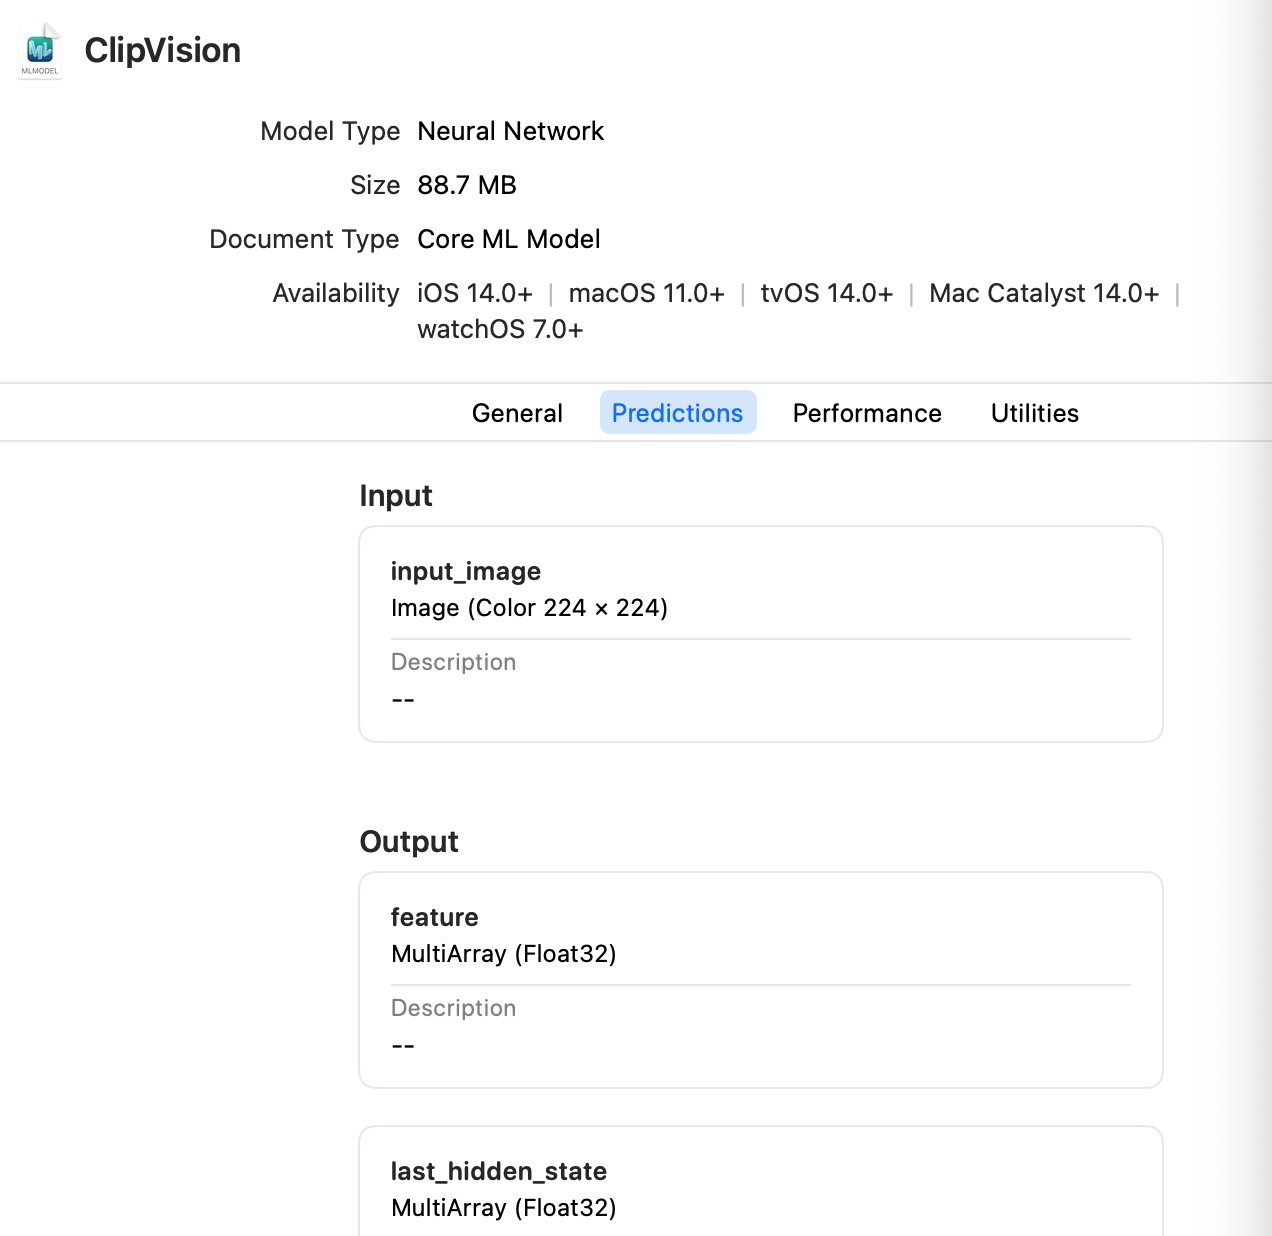 ML
MLMODEL
ClipVision
Model Type Neural Network
Size 88.7 MB
Document Type Core ML Model
Availability iOS 14.0+ | macOS 11.0+ | tvOS 14.0+ | Mac Catalyst 14.0+ |
watchOS 7.0+
General Predictions Performance Utilities
Input
input_image
Image (Color 224 × 224)
Description
--
Output
feature
MultiArray (Float32)
Description
--
last_hidden_state
MultiArray (Float32)